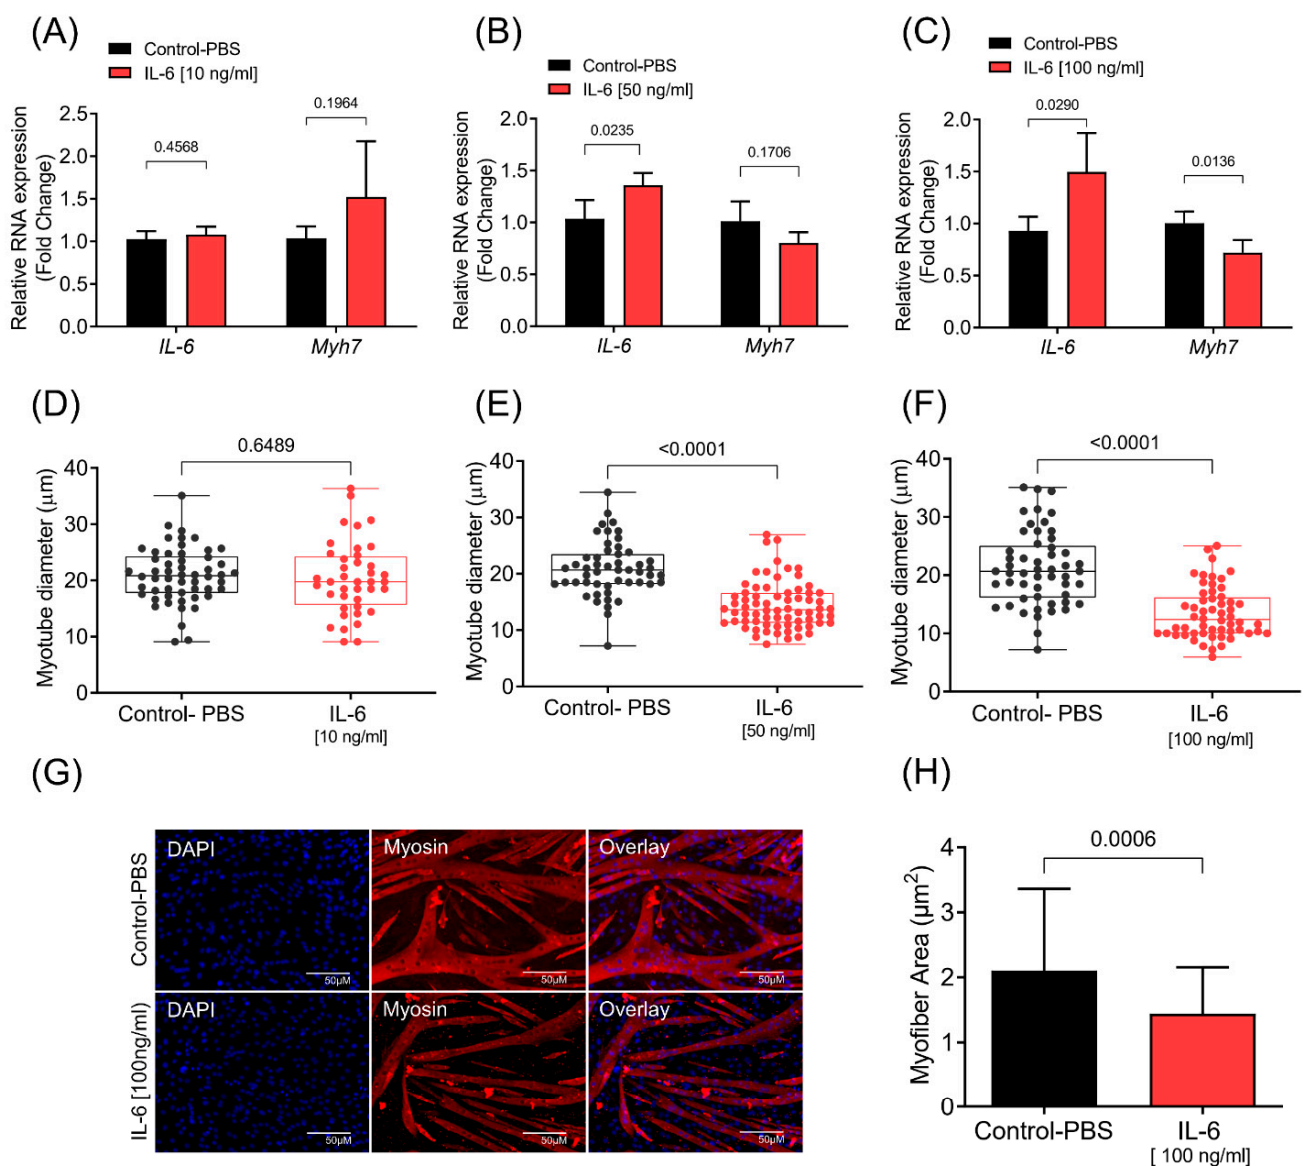 (A)
Control-PBS
IL-6 [10 ng/ml]
Relative RNA expression
(Fold Change)
2.5
2.0
1.5
1.0
0.5
0.0
0.4568
0.1964
IL-6
Myh7
(B)
Control-PBS
IL-6 [50 ng/ml]
Relative RNA expression
(Fold Change)
2.0
1.5
1.0
0.5
0.0
0.0235
0.1706
IL-6
Myh7
(C)
Control-PBS
IL-6 [100 ng/ml]
Relative RNA expression
(Fold Change)
2.0
1.5
1.0
0.5
0.0
0.0290
0.0136
IL-6
Myh7
(D)
Myotube diameter (μm)
40
30
20
10
0
0.6489
Control- PBS
IL-6
[10 ng/ml]
(E)
Myotube diameter (μm)
40
30
20
10
0
<0.0001
Control- PBS
IL-6
[50 ng/ml]
(F)
Myotube diameter (μm)
40
30
20
10
0
<0.0001
Control- PBS
IL-6
[100 ng/ml]
(G)
Control-PBS
DAPI
50μM
Myosin
50μM
Overlay
50μM
IL-6 [100ng/ml]
DAPI
50μM
Myosin
50μM
Overlay
50μM
(H)
Myofiber Area (μm²)
4
3
2
1
0
0.0006
Control-PBS
IL-6
[ 100 ng/ml]